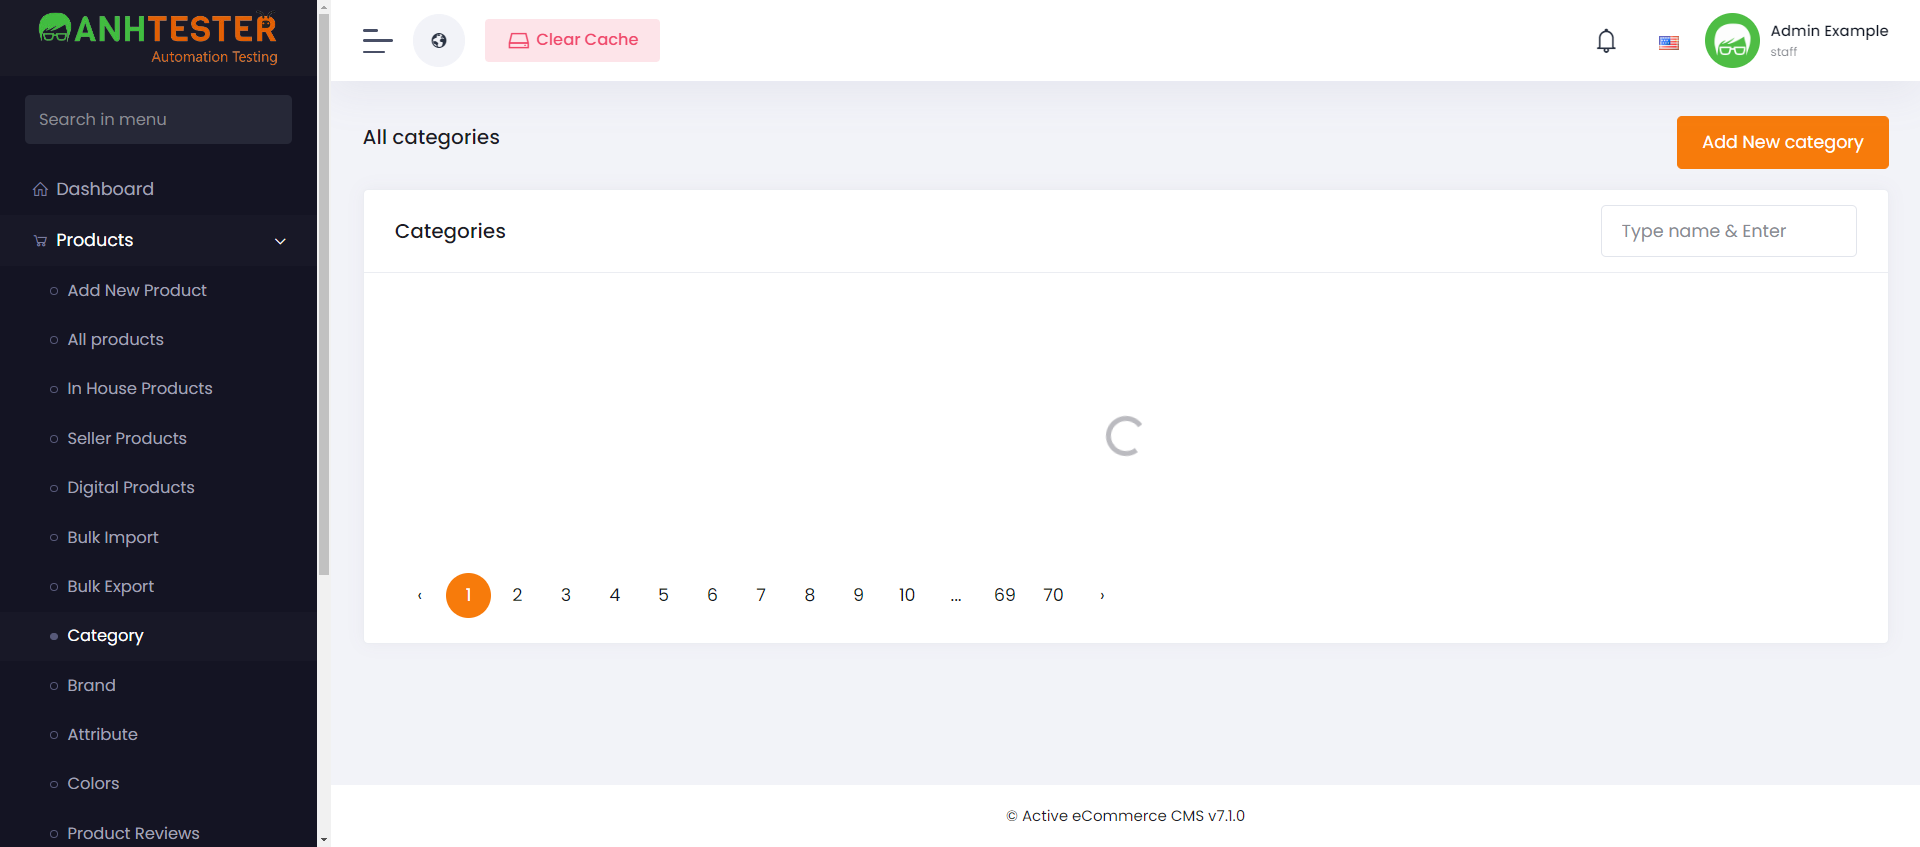 ANHTESTER
Automation Testing
Search in menu
Dashboard
Products
Add New Product
All products
In House Products
Seller Products
Digital Products
Bulk Import
Bulk Export
Category
Brand
Attribute
Colors
Product Reviews
Clear Cache
Admin Example
staff
All categories
Add New category
Categories
Type name & Enter
‹ 1 2 3 4 5 6 7 8 9 10 ... 69 70 ›
© Active eCommerce CMS v7.1.0